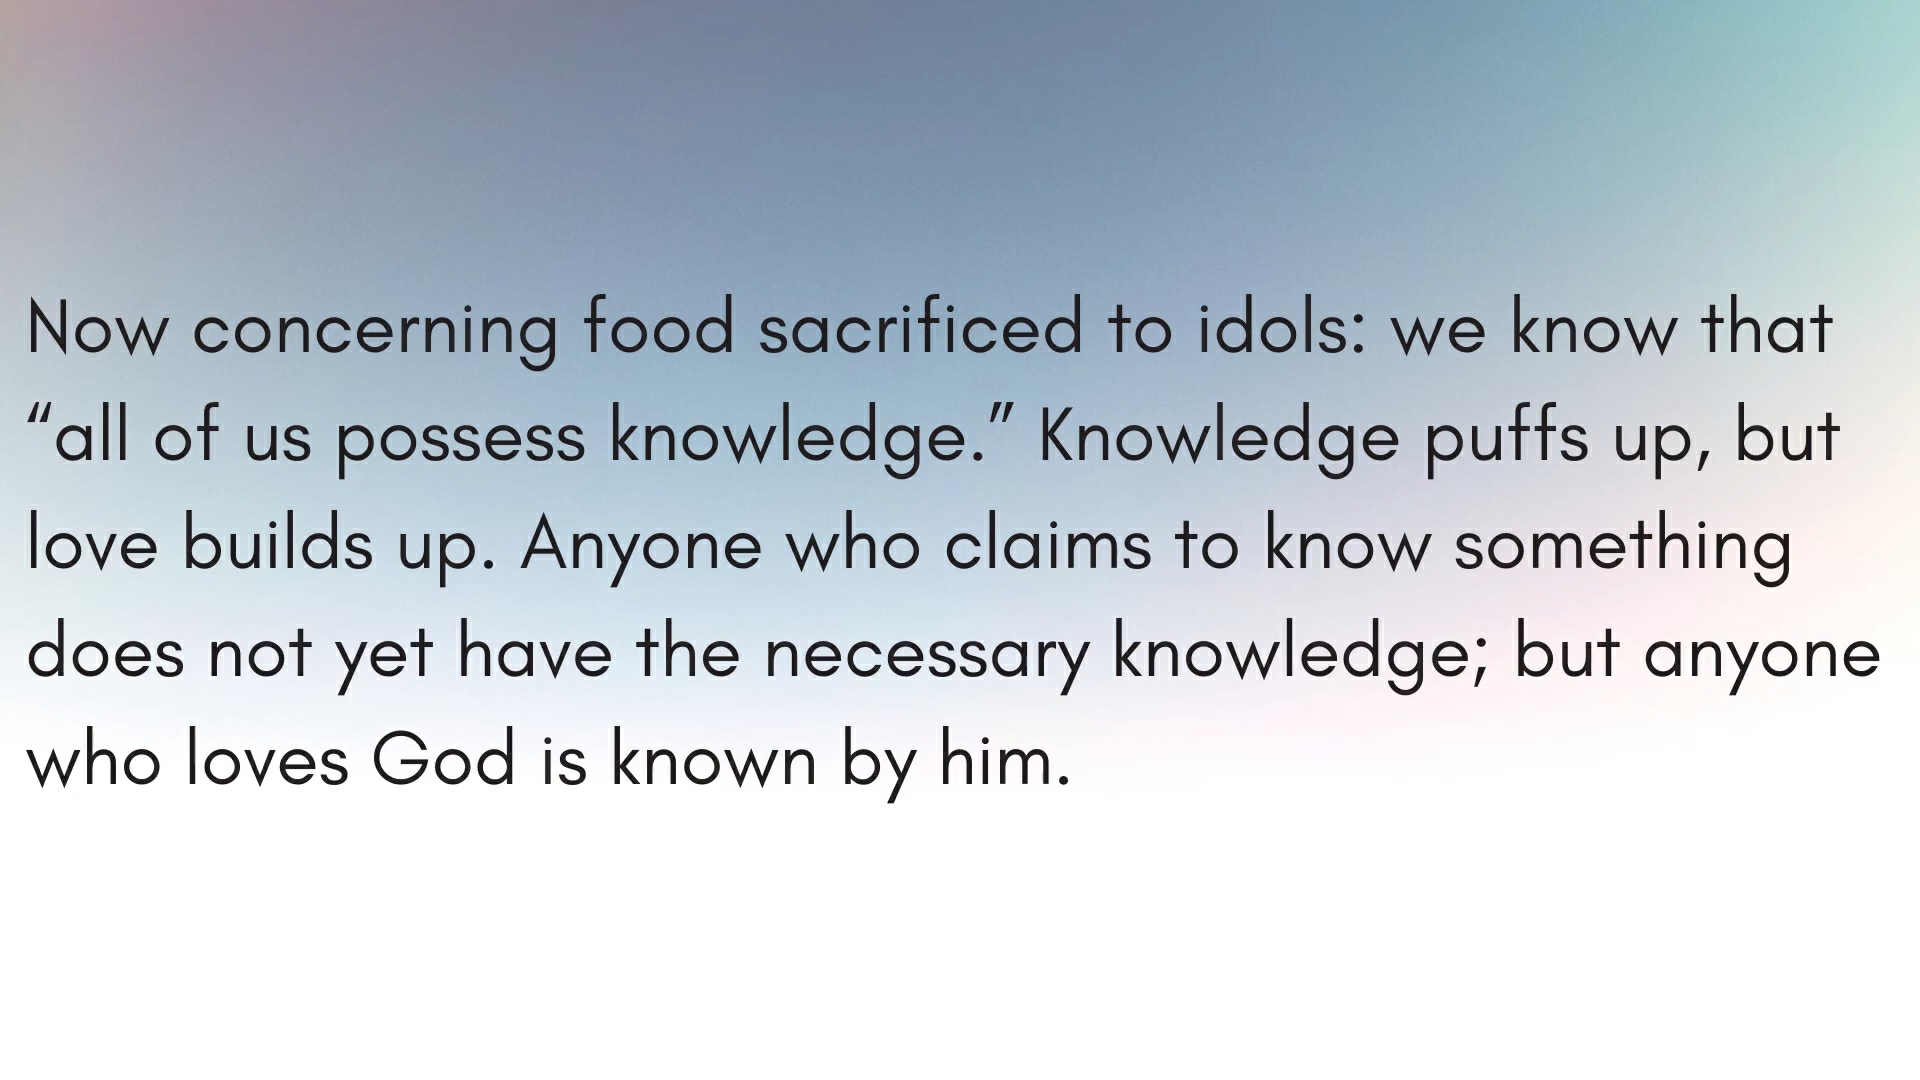 Now concerning food sacrificed to idols: we know that
“all of us possess knowledge.” Knowledge puffs up, but
love builds up. Anyone who claims to know something
does not yet have the necessary knowledge; but anyone
who loves God is known by him.